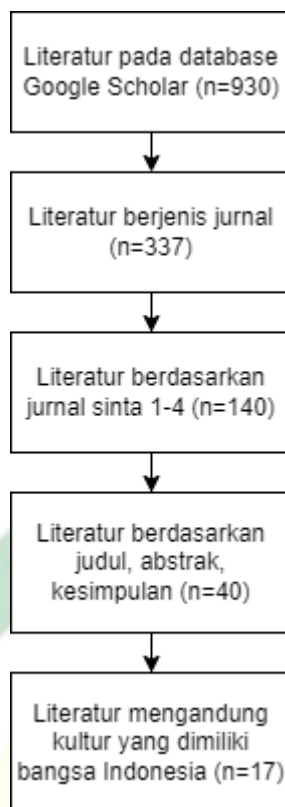 Literatur pada database
Google Scholar (n=930)
Literatur berjenis jurnal
(n=337)
Literatur berdasarkan
jurnal sinta 1-4 (n=140)
Literatur berdasarkan
judul, abstrak,
kesimpulan (n=40)
Literatur mengandung
kultur yang dimiliki
bangsa Indonesia (n=17)